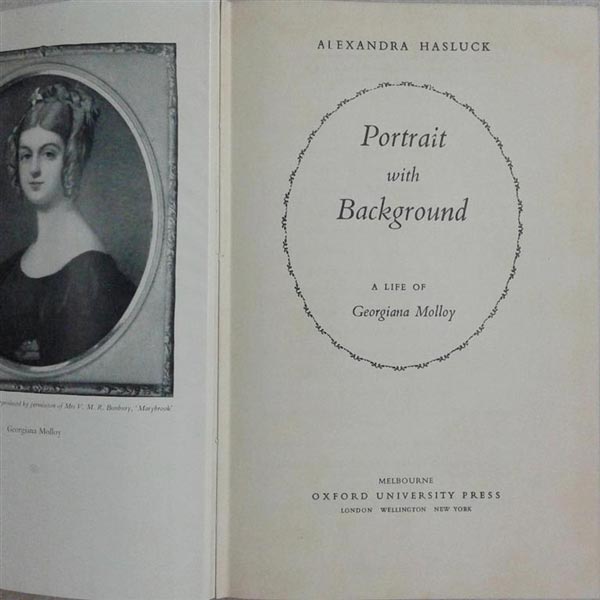 produced by permission of Mrs V. M. R. Bunbury, 'Marybrook'
Georgiana Molloy
ALEXANDRA HASLUCK
Portrait
with
Background
A LIFE OF
Georgiana Molloy
MELBOURNE
OXFORD UNIVERSITY PRESS
LONDON WELLINGTON NEW YORK